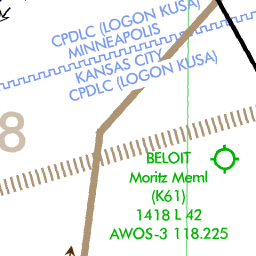 CPDLC (LOGON KUSA)
MINNEAPOLIS
KANSAS CITY
CPDLC (LOGON KUSA)
8
BELOIT
Moritz Meml
(K61)
1418 L 42
AWOS-3 118.225